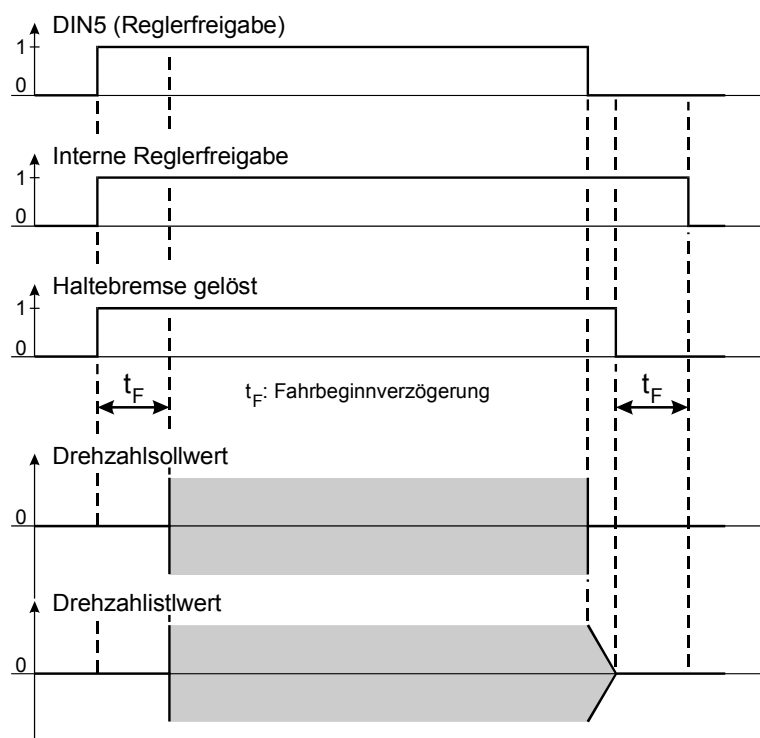 DIN5 (Reglerfreigabe)
1
0
Interne Reglerfreigabe
1
0
Haltebremse gelöst
1
0
tF
tF: Fahrbeginnverzögerung
tF
Drehzahlsollwert
0
Drehzahlistlwert
0